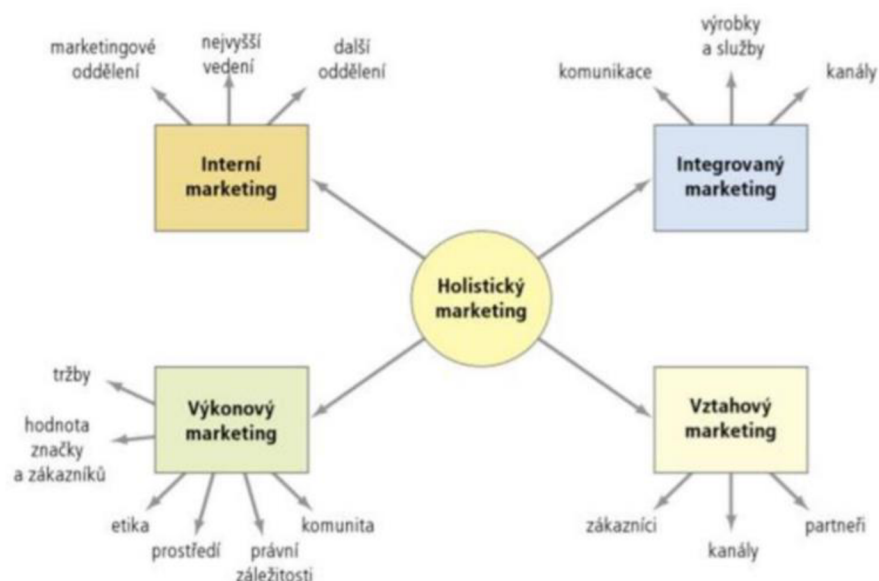 marketingové
oddělení
nejvyšší
vedení
další
oddělení
Interní
marketing
komunikace
výrobky
a služby
kanály
Integrovaný
marketing
Holistický
marketing
tržby
hodnota
značky
a zákazníků
Výkonový
marketing
etika
prostředí
právní
záležitosti
komunita
Vztahový
marketing
zákazníci
kanály
partneři